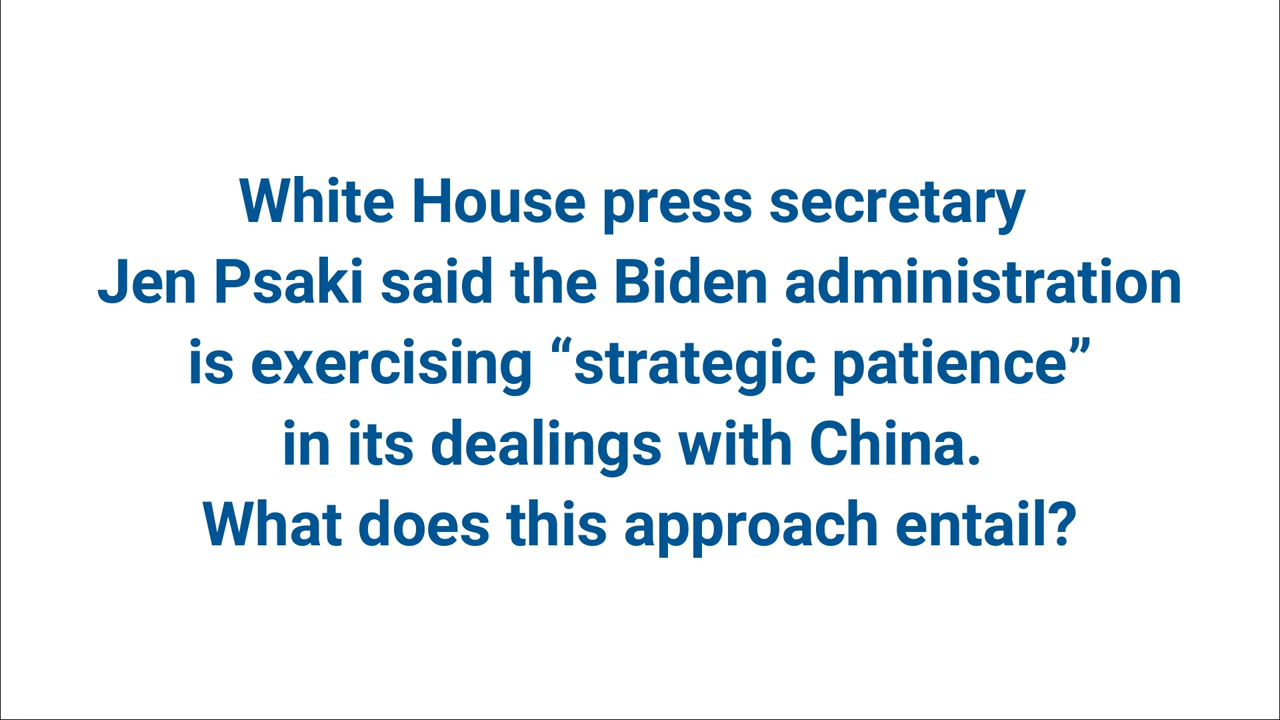 White House press secretary
Jen Psaki said the Biden administration
is exercising “strategic patience”
in its dealings with China.
What does this approach entail?